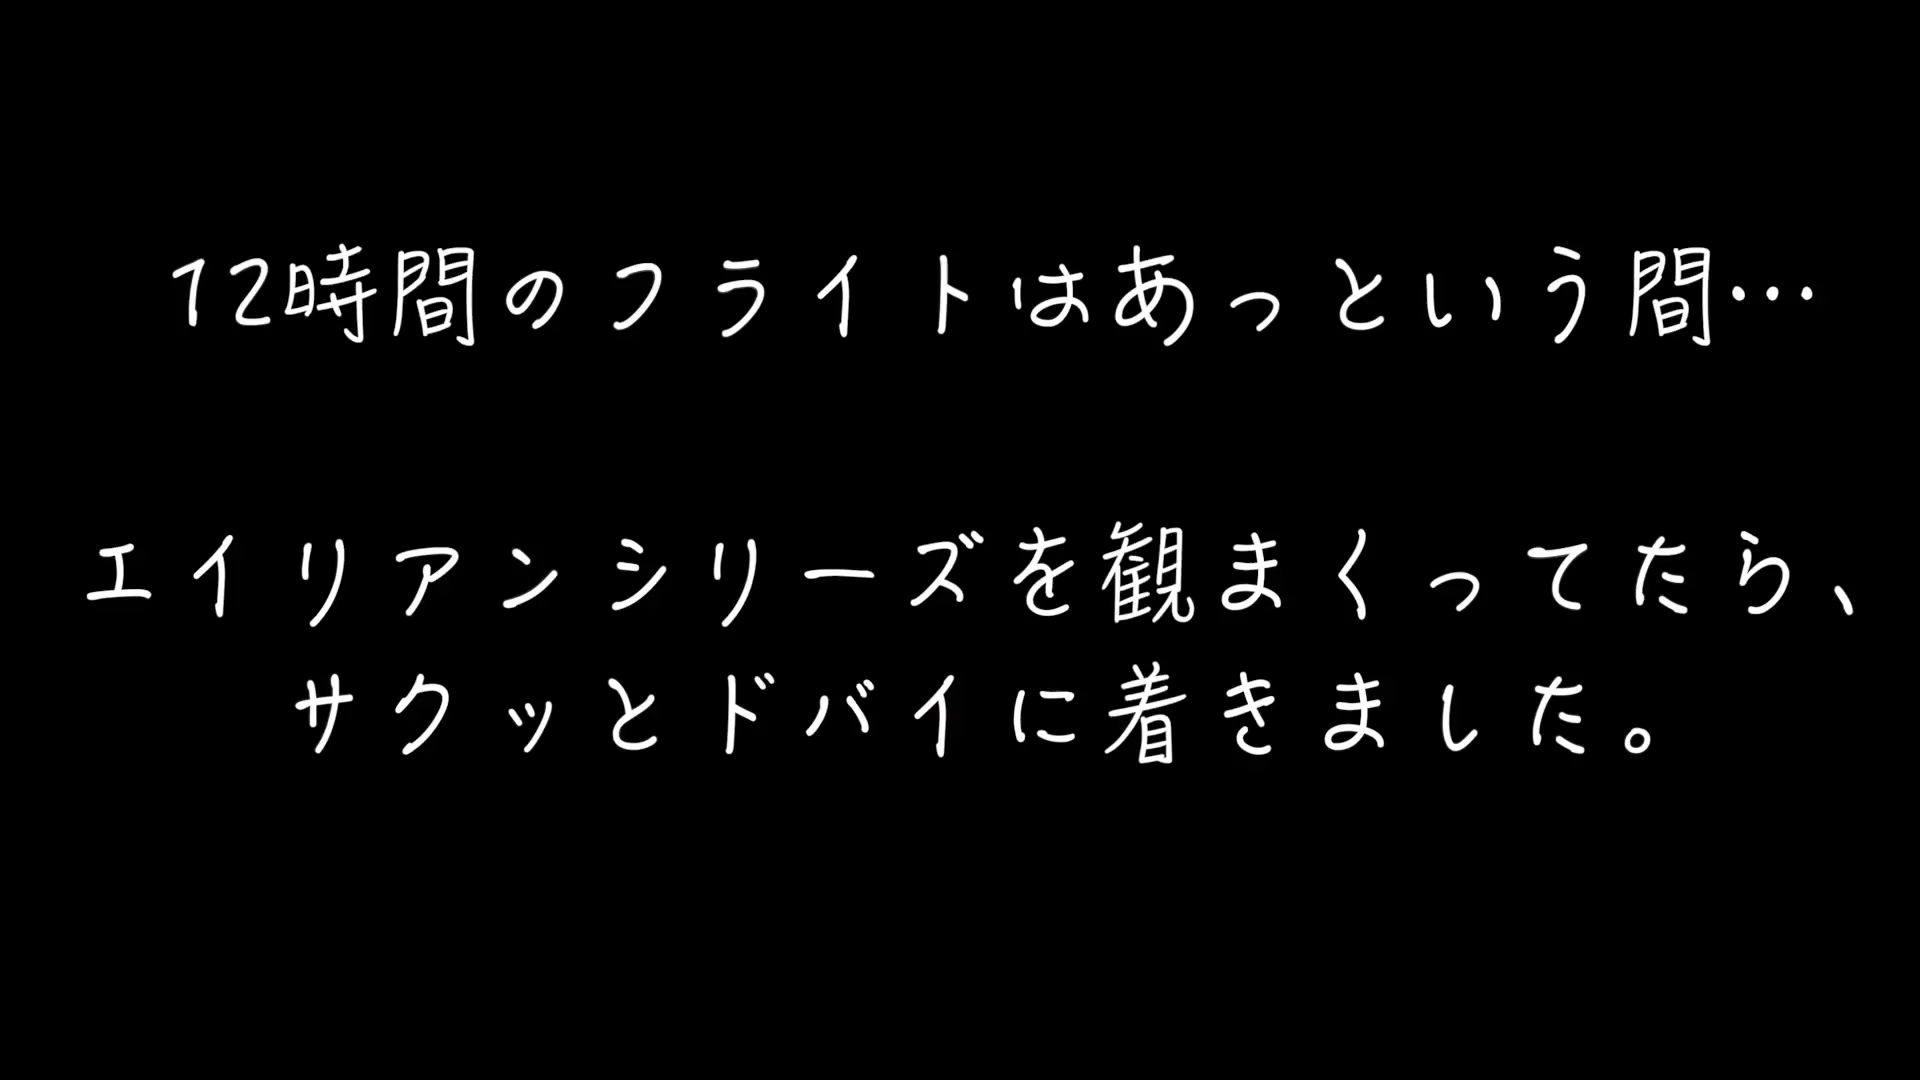 12時間のフライトはあっという間…
エイリアンシリーズを観まくってたら、
サクッとドバイに着きました。